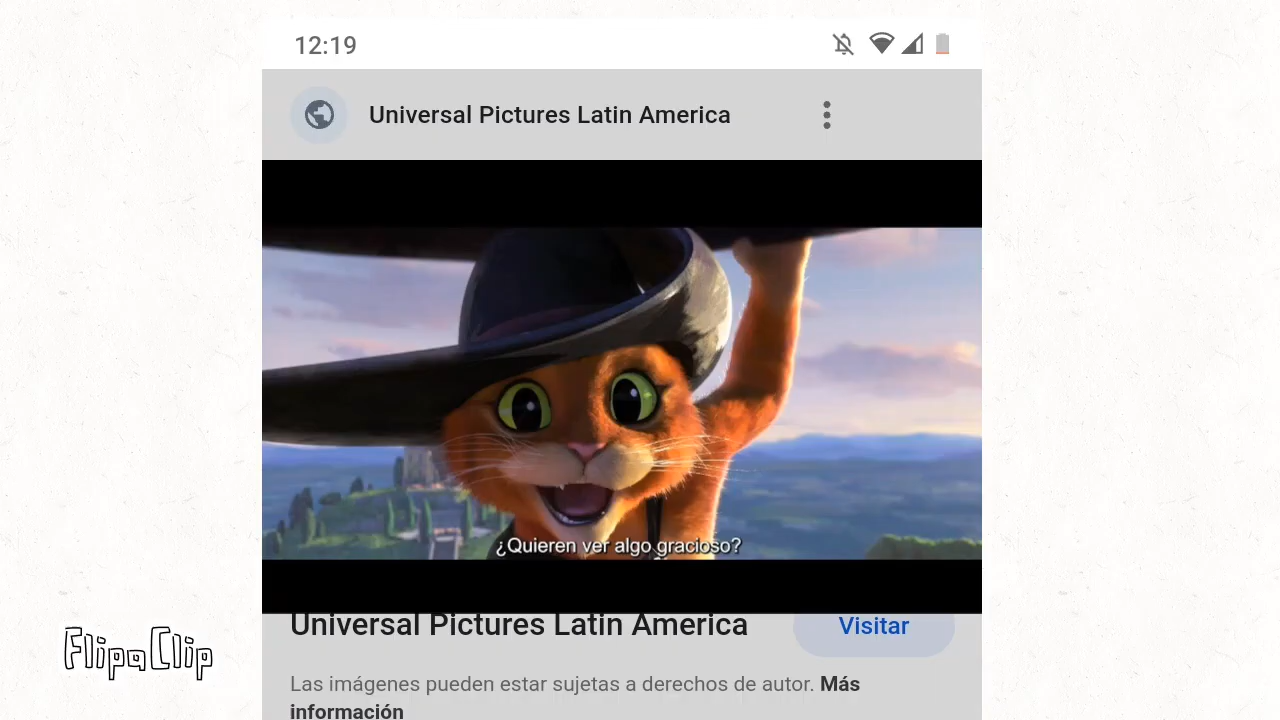 12:19
Universal Pictures Latin America
¿Quieren ver algo gracioso?
Universal Pictures Latin America
Visitar
Las imágenes pueden estar sujetas a derechos de autor. Más
información
FlipaClip